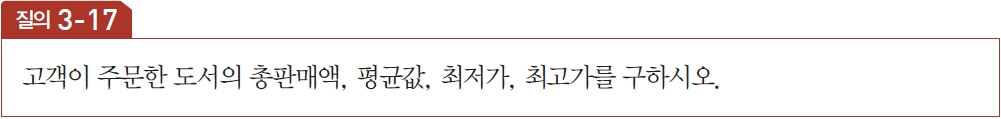 질의 3-17
고객이 주문한 도서의 총판매액, 평균값, 최저가, 최고가를 구하시오.